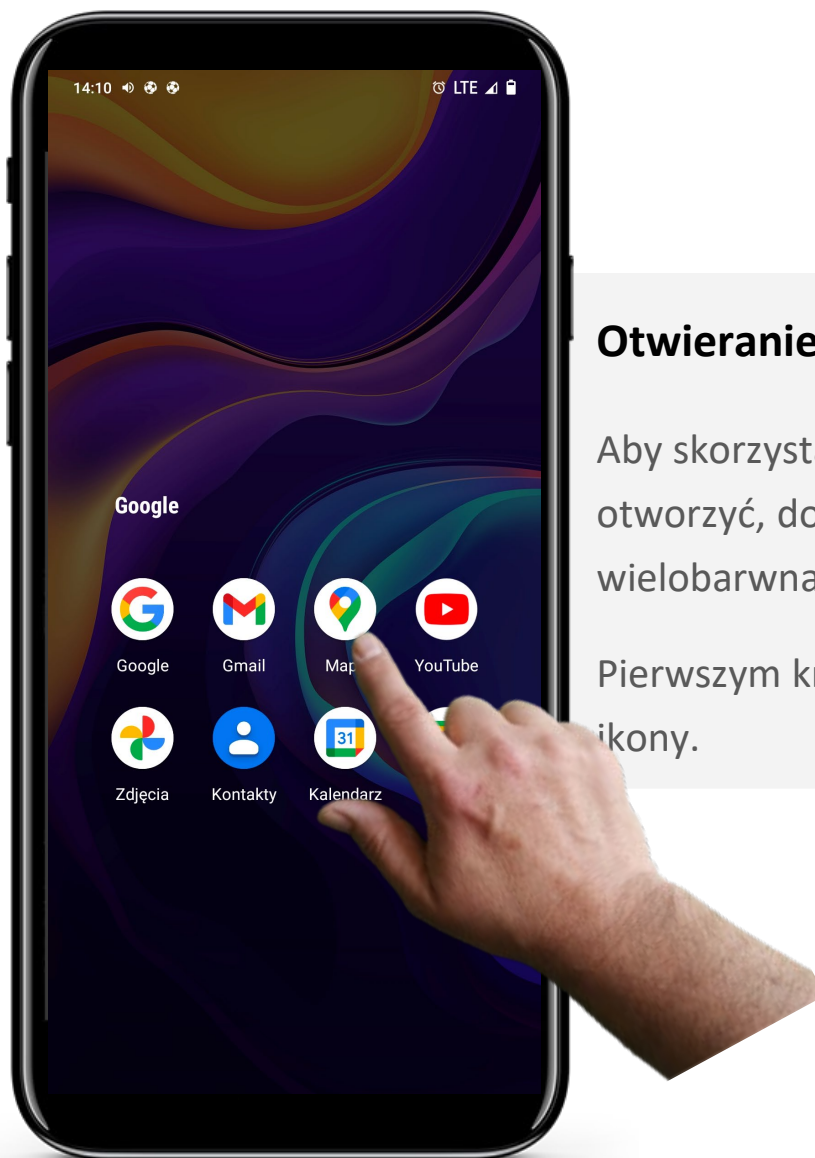 14:10
LTE
Otwieranie
Aby skorzyst
otworzyć, do
wielobarwna
Pierwszym k
ikony.
Google
Google
Gmail
Map
YouTube
Zdjęcia
Kontakty
31
Kalendarz